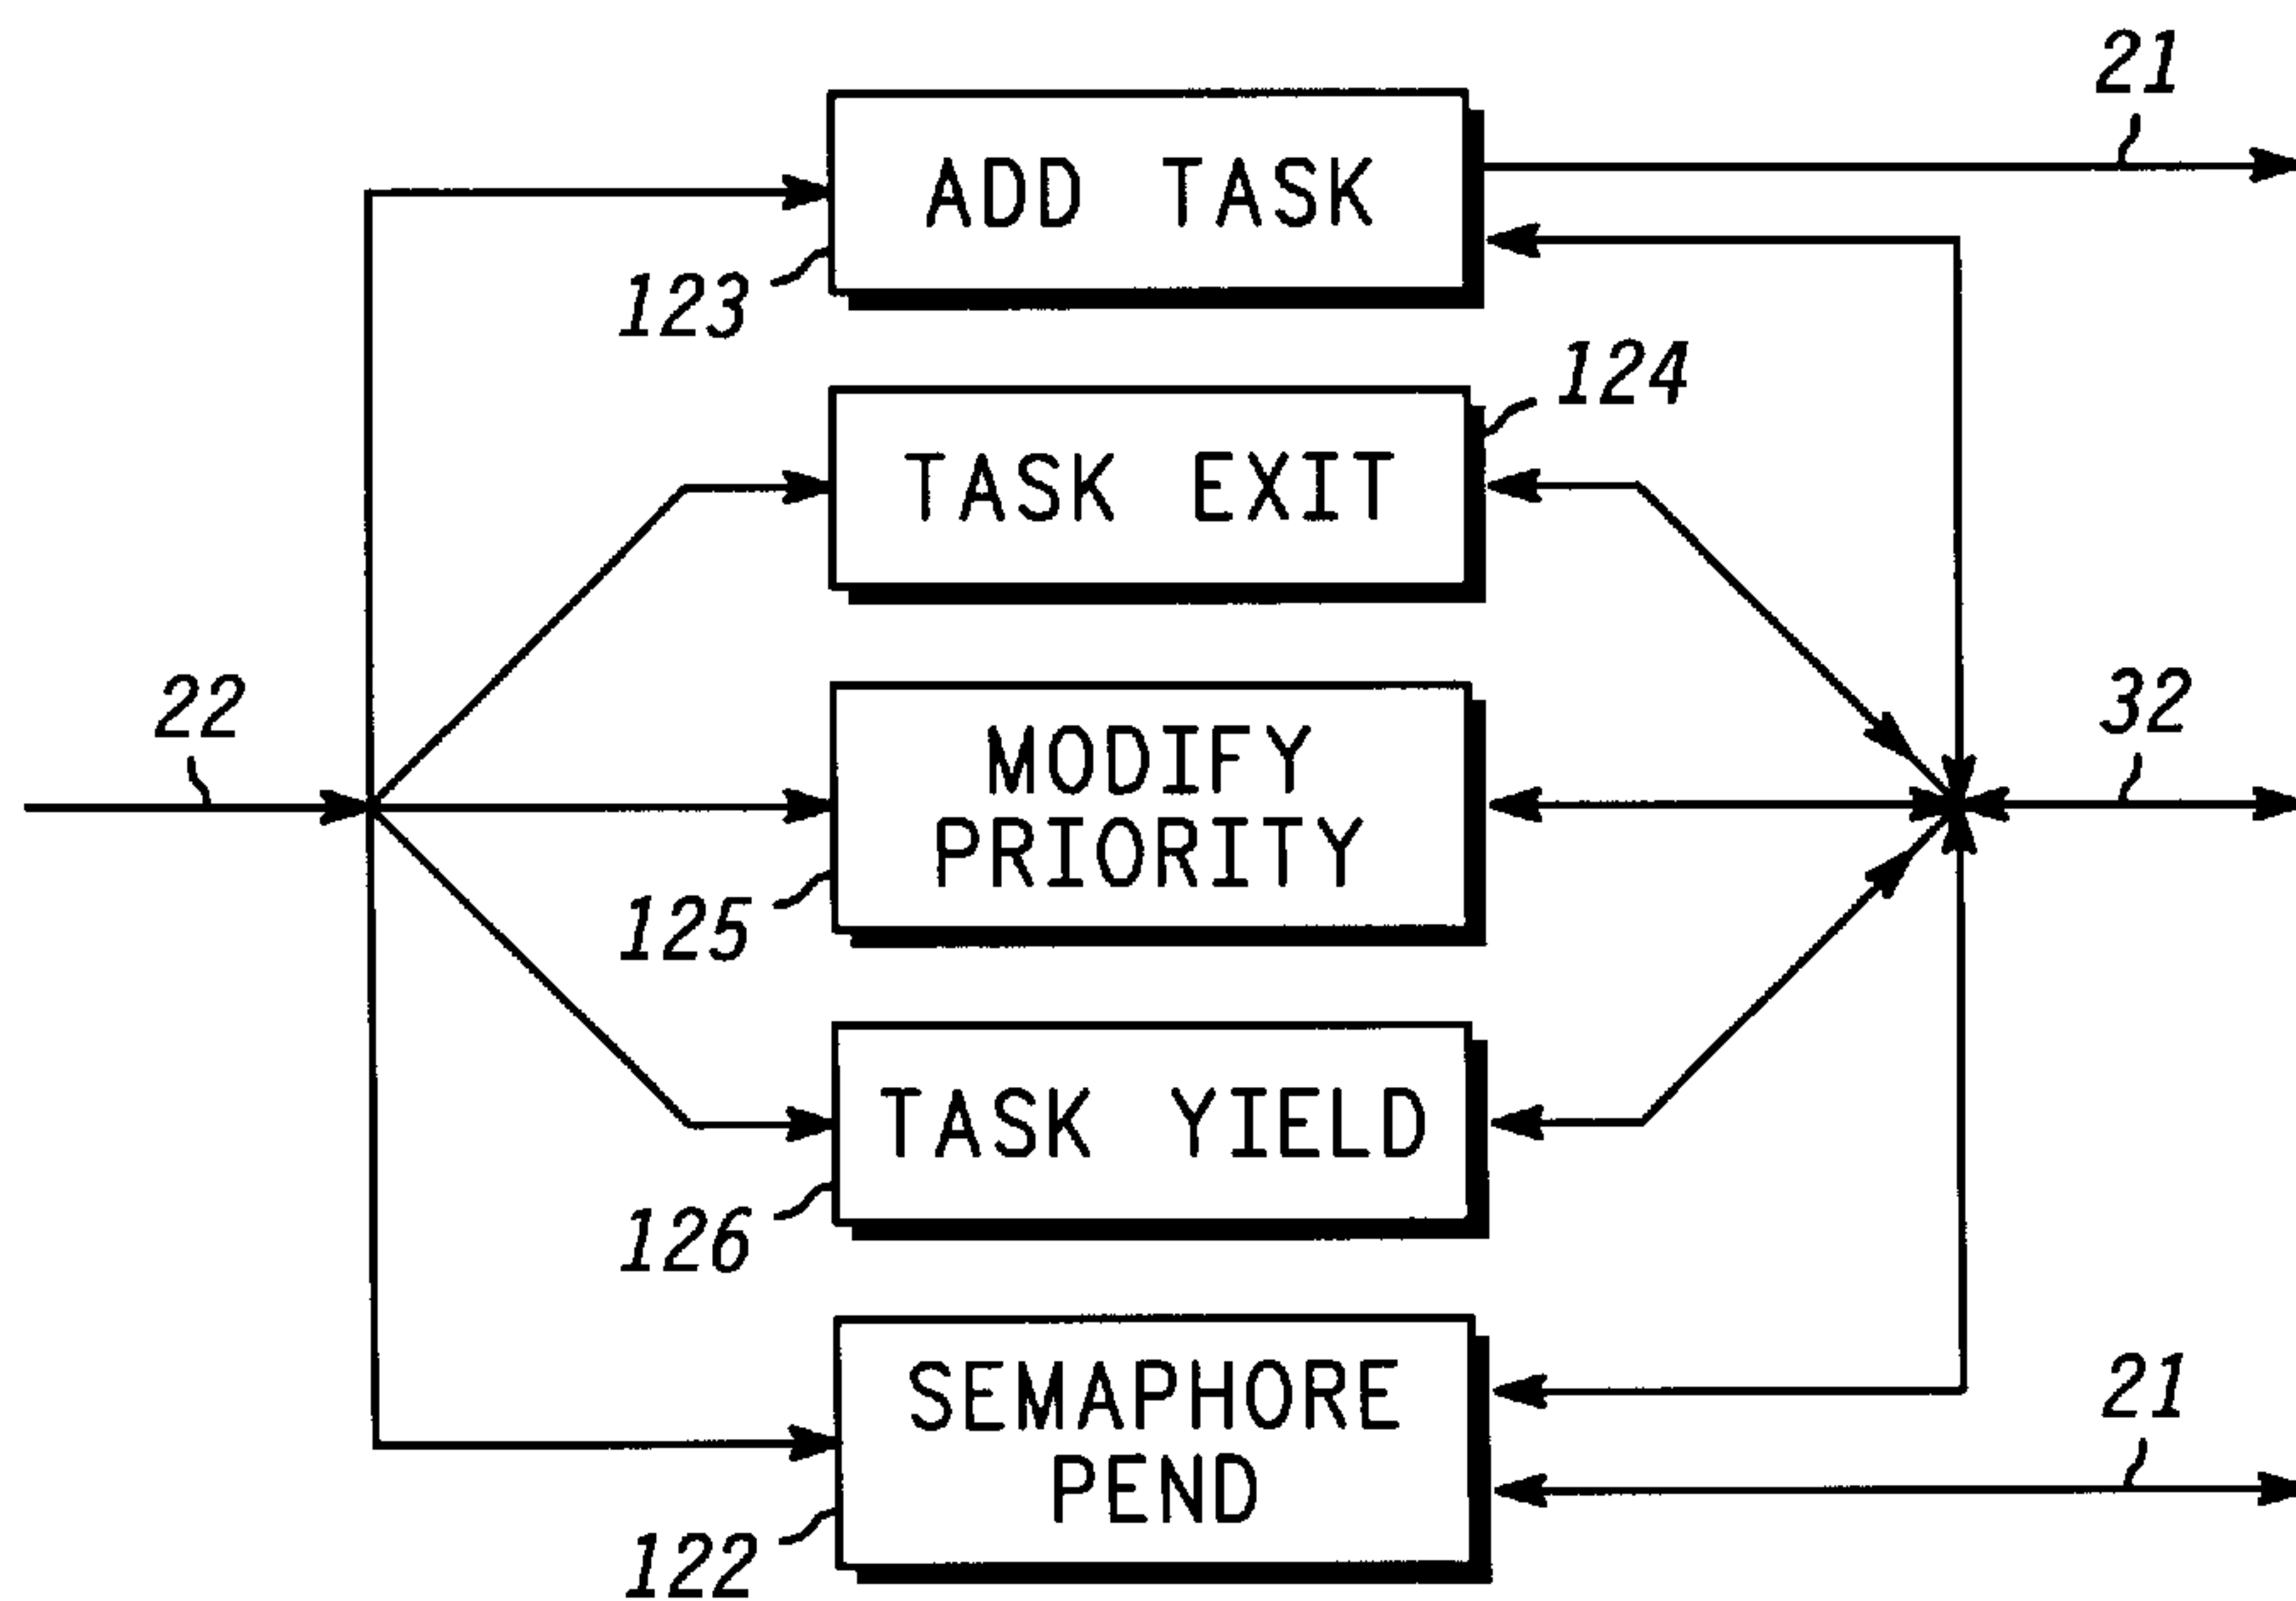 21
ADD TASK
123
124
TASK EXIT
22
32
MODIFY
PRIORITY
125
TASK YIELD
126
SEMAPHORE
PEND
21
122